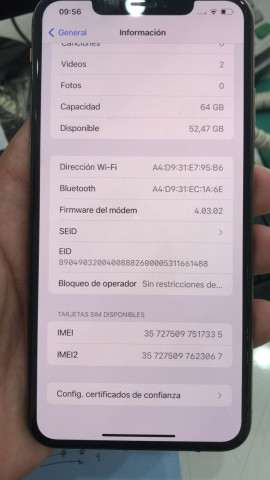 09:56
General
Información
Canciones 0
Videos 2
Fotos 0
Capacidad 64 GB
Disponible 52,47 GB
Dirección Wi-Fi A4:D9:31:E7:95:B6
Bluetooth A4:D9:31:EC:1A:6E
Firmware del módem 4.03.02
SEID
EID
89049032004008882600005311661488
Bloqueo de operador Sin restricciones de...
TARJETAS SIM DISPONIBLES
IMEI 35 727509 751733 5
IMEI2 35 727509 762306 7
Config. certificados de confianza